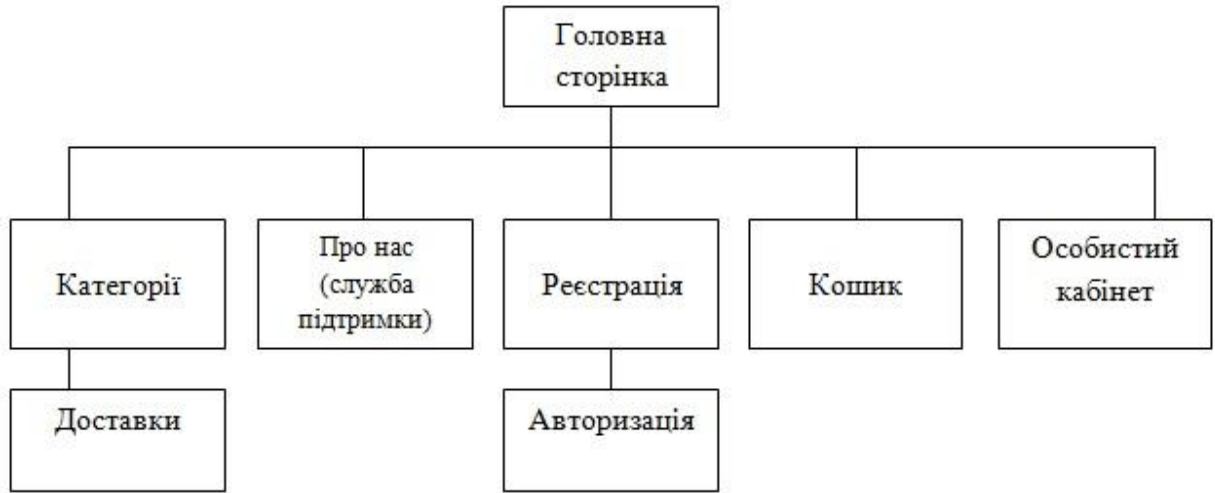 Головна
сторінка
Категорії
Про нас
(служба
підтримки)
Реєстрація
Кошик
Особистий
кабінет
Доставки
Авторизація